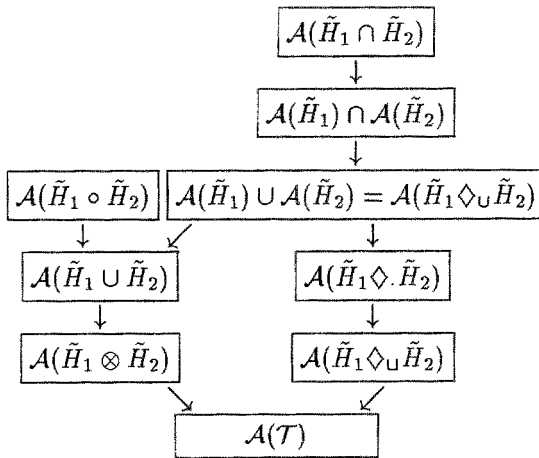 𝒜(H̃₁ ∩ H̃₂)
𝒜(H̃₁) ∩ 𝒜(H̃₂)
𝒜(H̃₁ ∘ H̃₂)
𝒜(H̃₁) ∪ 𝒜(H̃₂) = 𝒜(H̃₁◇∪H̃₂)
𝒜(H̃₁ ∪ H̃₂)
𝒜(H̃₁◇.H̃₂)
𝒜(H̃₁ ⊗ H̃₂)
𝒜(H̃₁◇⊔H̃₂)
𝒜(𝒯)